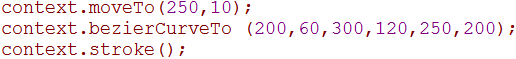 context.moveTo(250,10);
context.bezierCurveTo (200,60,300,120,250,200);
context.stroke();